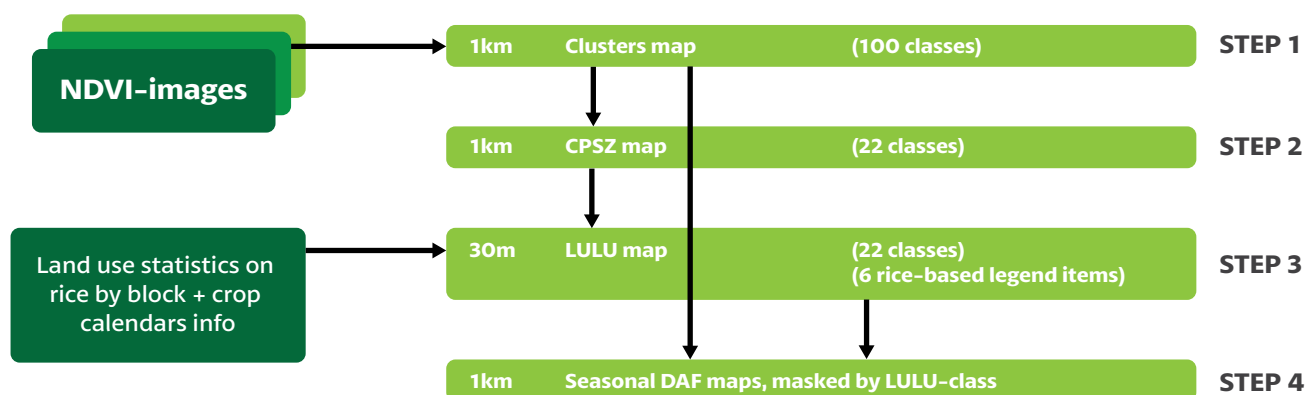 NDVI-images
1km Clusters map (100 classes) STEP 1
1km CPSZ map (22 classes) STEP 2
Land use statistics on
rice by block + crop
calendars info
30m LULU map (22 classes) STEP 3
(6 rice-based legend items)
1km Seasonal DAF maps, masked by LULU-class STEP 4